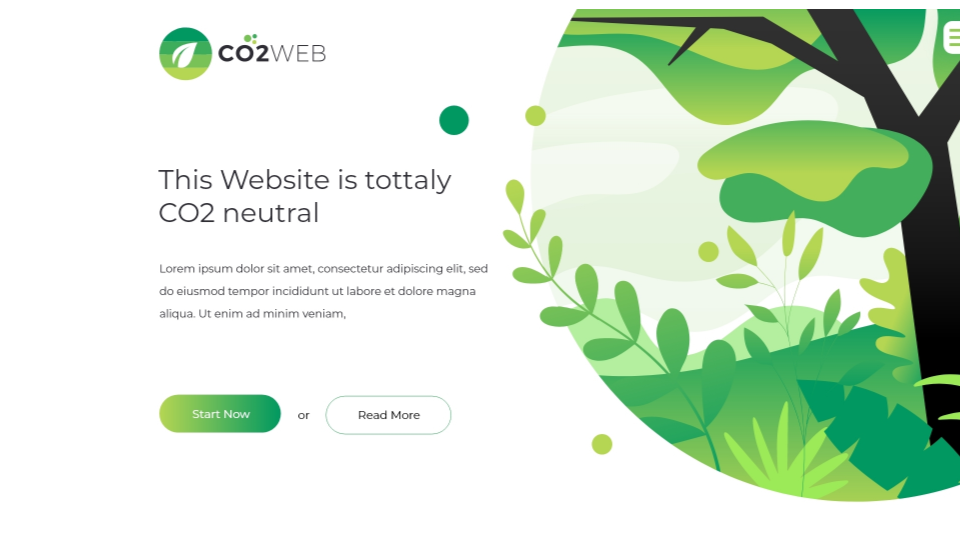 CO2WEB
This Website is tottaly
CO2 neutral
Lorem ipsum dolor sit amet, consectetur adipiscing elit, sed
do eiusmod tempor incididunt ut labore et dolore magna
aliqua. Ut enim ad minim veniam,
Start Now or Read More